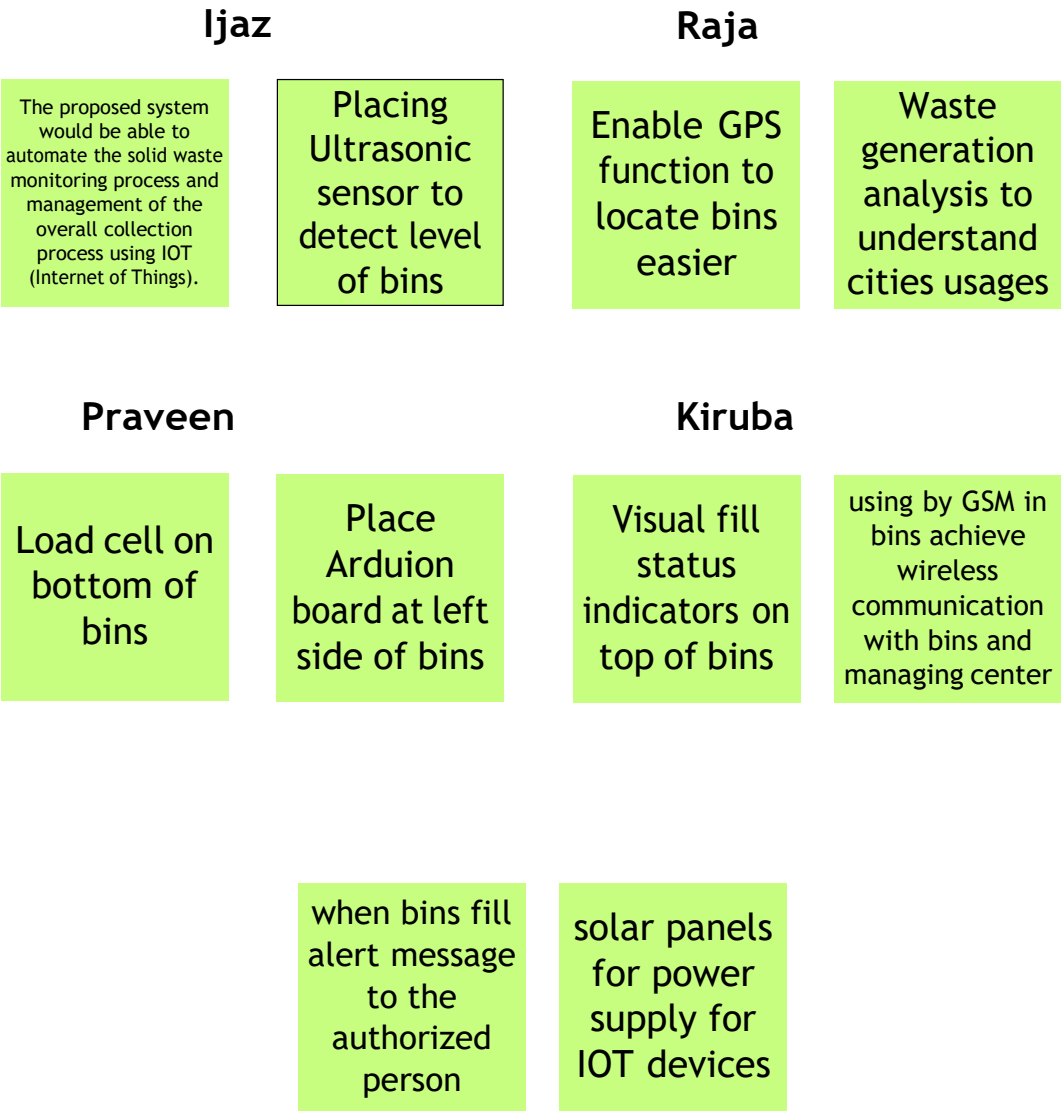 Ijaz
Raja
The proposed system
would be able to
automate the solid waste
monitoring process and
management of the
overall collection
process using IOT
(Internet of Things).
Placing
Ultrasonic
sensor to
detect level
of bins
Enable GPS
function to
locate bins
easier
Waste
generation
analysis to
understand
cities usages
Praveen
Kiruba
Load cell on
bottom of
bins
Place
Arduion
board at left
side of bins
Visual fill
status
indicators on
top of bins
using by GSM in
bins achieve
wireless
communication
with bins and
managing center
when bins fill
alert message
to the
authorized
person
solar panels
for power
supply for
IOT devices